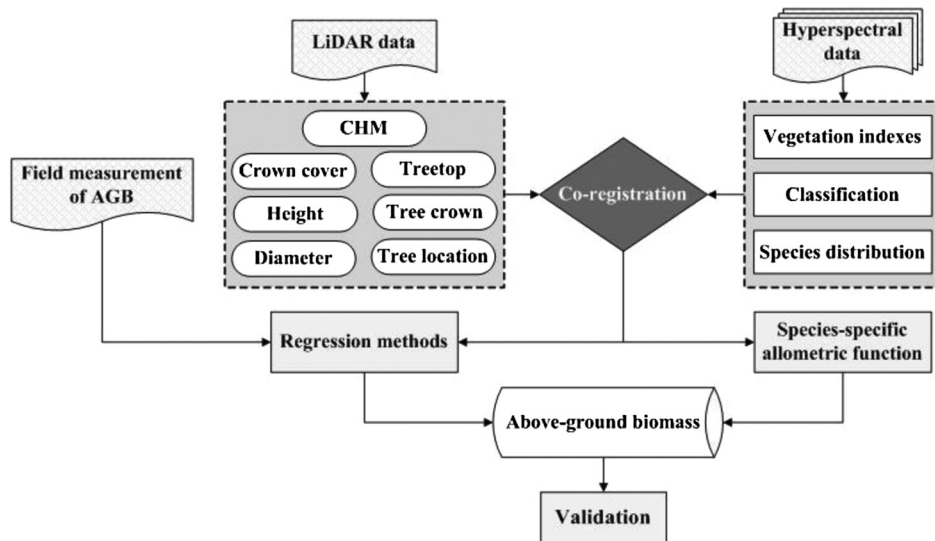 LiDAR data
Hyperspectral
data
CHM
Crown cover
Treetop
Height
Tree crown
Diameter
Tree location
Field measurement
of AGB
Co-registration
Vegetation indexes
Classification
Species distribution
Regression methods
Species-specific
allometric function
Above-ground biomass
Validation